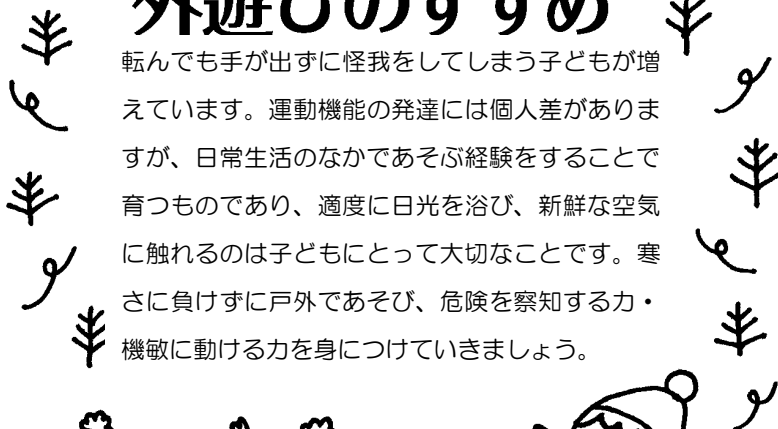 外遊びのすすめ
転んでも手が出ずに怪我をしてしまう子どもが増
えています。運動機能の発達には個人差がありま
すが、日常生活のなかであそぶ経験をすることで
育つものであり、適度に日光を浴び、新鮮な空気
に触れるのは子どもにとって大切なことです。寒
さに負けずに戸外であそび、危険を察知する力・
機敏に動ける力を身につけていきましょう。